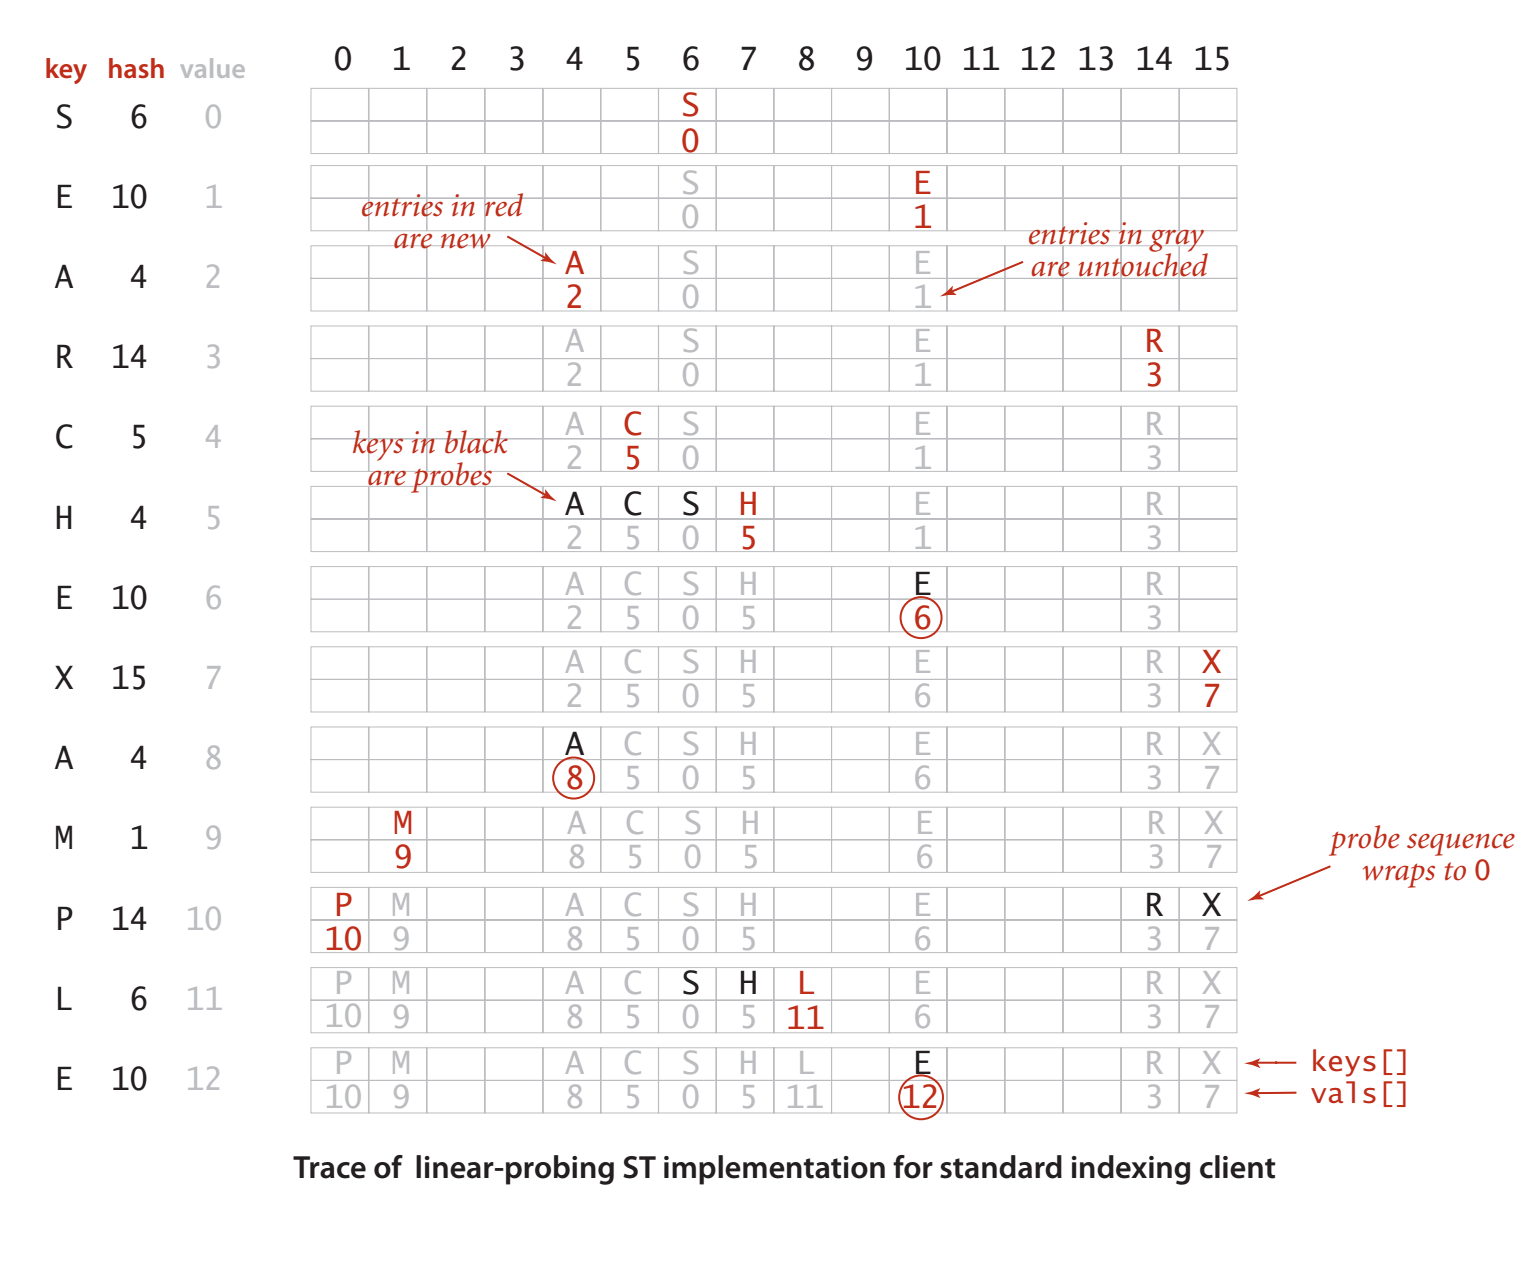 key hash value 0 1 2 3 4 5 6 7 8 9 10 11 12 13 14 15
S 6 0 S
0
E 10 1 S E
0 1
entries in red
are new
entries in gray
are untouched
A 4 2 A S E
2 0 1
R 14 3 A S E R
2 0 1 3
C 5 4 A C S E R
2 5 0 1 3
keys in black
are probes
H 4 5 A C S H E R
2 5 0 5 1 3
E 10 6 A C S H E R
2 5 0 5 6 3
X 15 7 A C S H E R X
2 5 0 5 6 3 7
A 4 8 A C S H E R X
8 5 0 5 6 3 7
M 1 9 M A C S H E R X
9 8 5 0 5 6 3 7
probe sequence
wraps to 0
P 14 10 P M A C S H E R X
10 9 8 5 0 5 6 3 7
L 6 11 P M A C S H L E R X
10 9 8 5 0 5 11 6 3 7
E 10 12 P M A C S H L E R X keys[]
10 9 8 5 0 5 11 12 3 7 vals[]
Trace of linear-probing ST implementation for standard indexing client